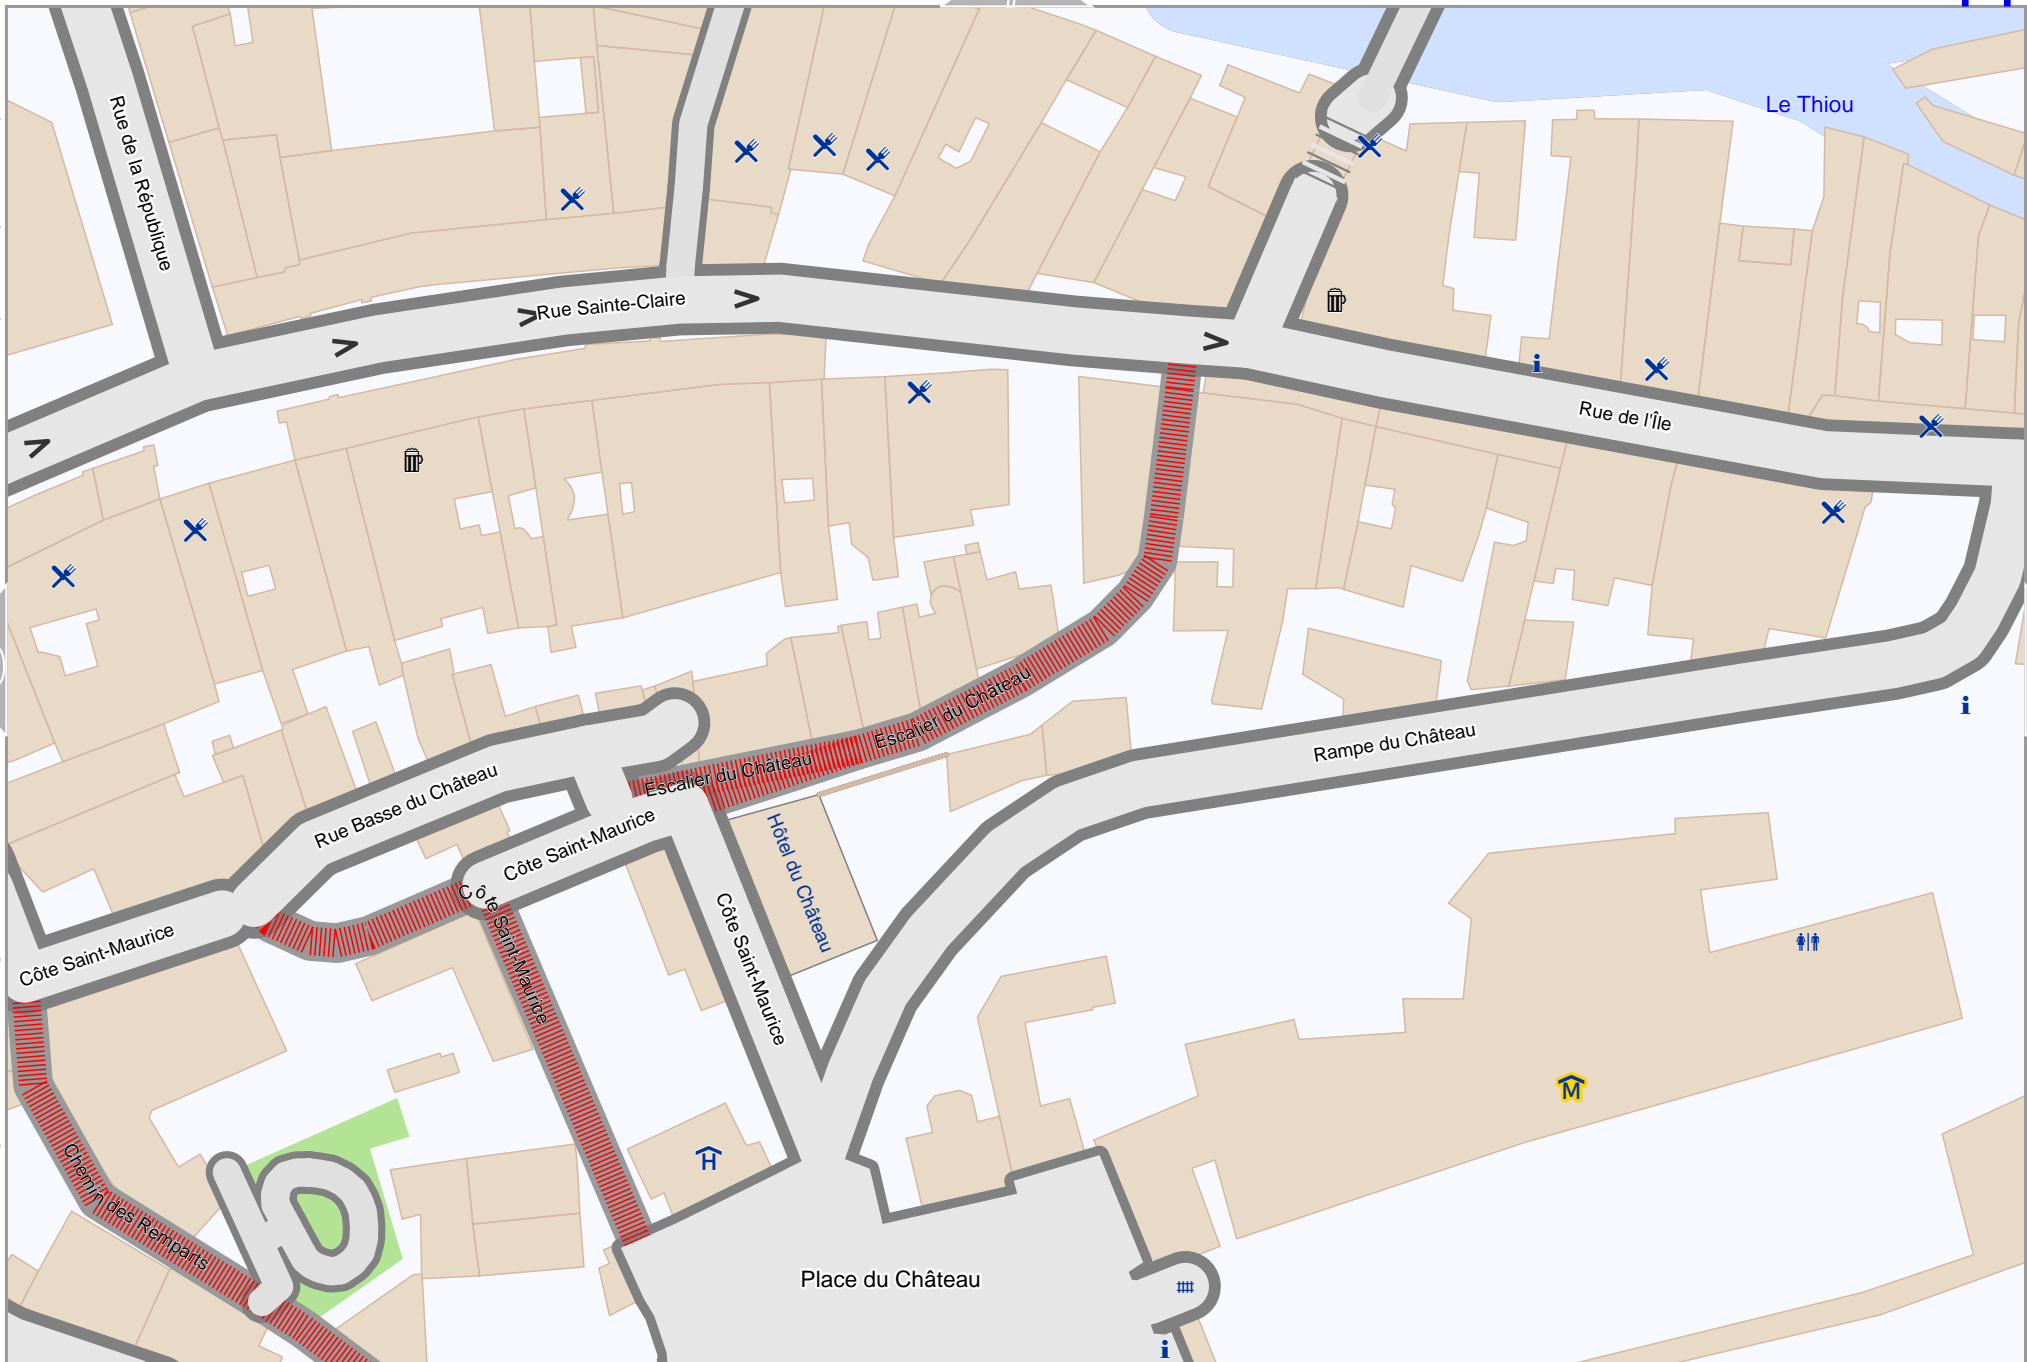 Le Thiou
Rue de la République
Rue Sainte-Claire
Rue de l'Île
Escalier du Château
Rampe du Château
Escalier du Château
Rue Basse du Château
Côte Saint-Maurice
Hôtel du Château
Côte Saint-Maurice
Côte Saint-Maurice
Côte Saint-Maurice
M
Chemin des Remparts
H
Place du Château
i
i
i